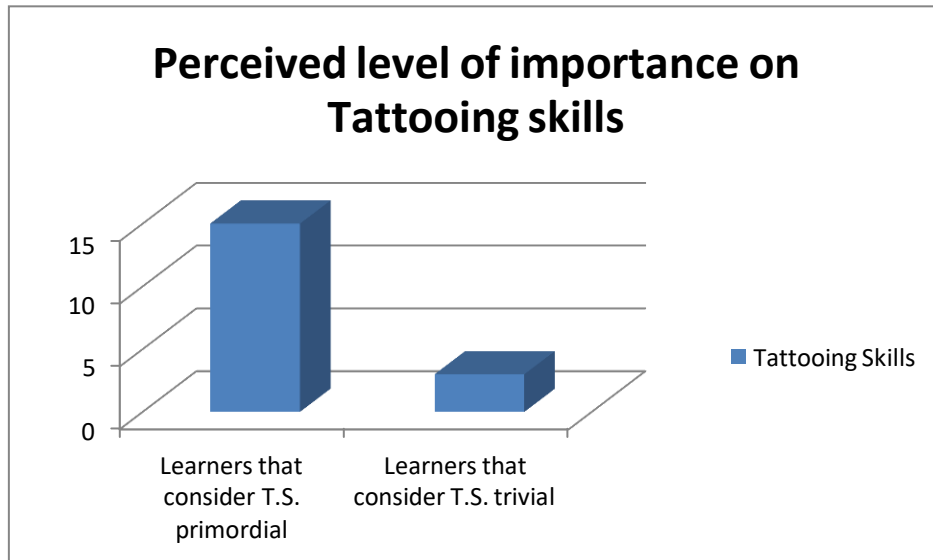 Perceived level of importance on
Tattooing skills
15
10
5
0
Learners that
consider T.S.
primordial
Learners that
consider T.S. trivial
Tattooing Skills